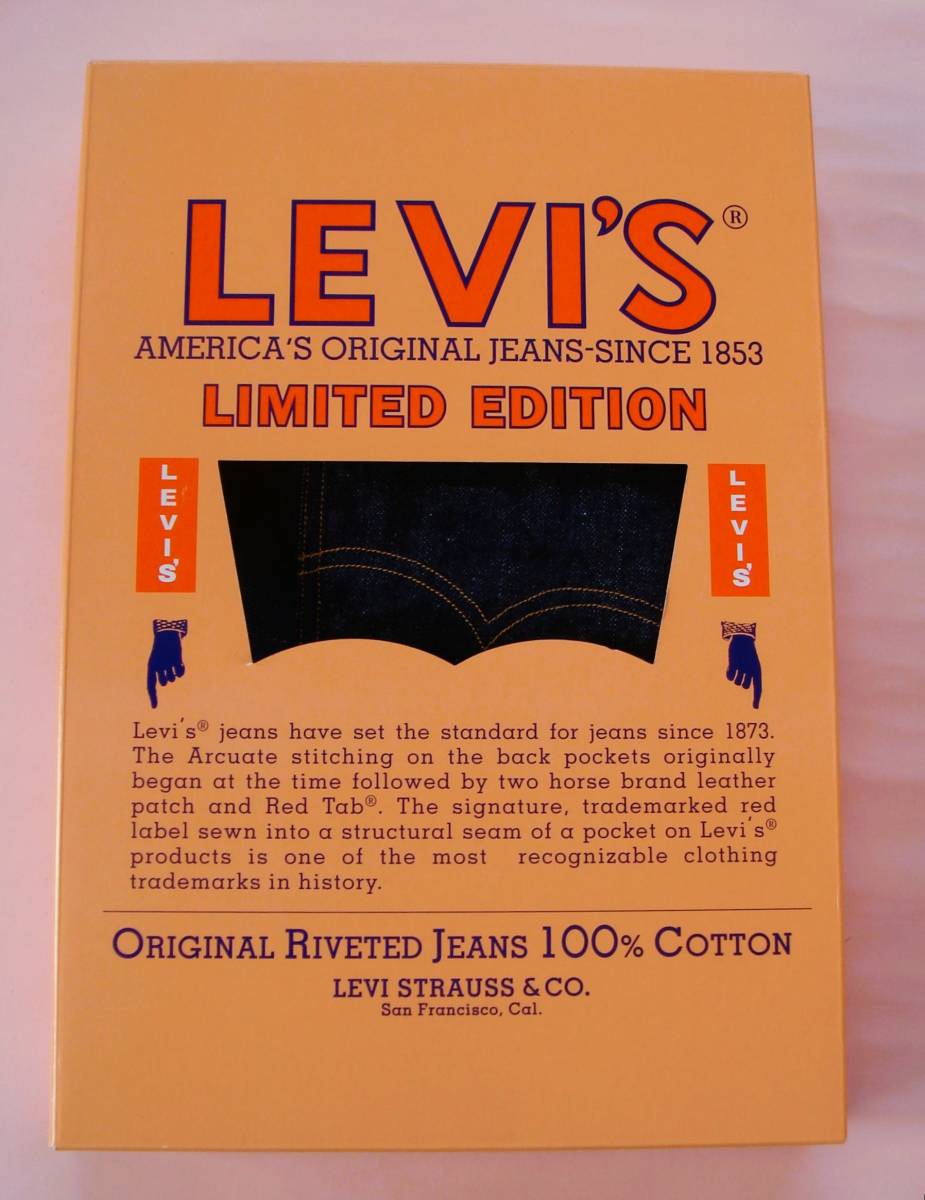 LEVI'S®
AMERICA'S ORIGINAL JEANS-SINCE 1853
LIMITED EDITION
LEVI'S
LEVI'S
Levi's® jeans have set the standard for jeans since 1873.
The Arcuate stitching on the back pockets originally
began at the time followed by two horse brand leather
patch and Red Tab®. The signature, trademarked red
label sewn into a structural seam of a pocket on Levi's®
products is one of the most recognizable clothing
trademarks in history.
ORIGINAL RIVETED JEANS 100% COTTON
LEVI STRAUSS & CO.
San Francisco, Cal.